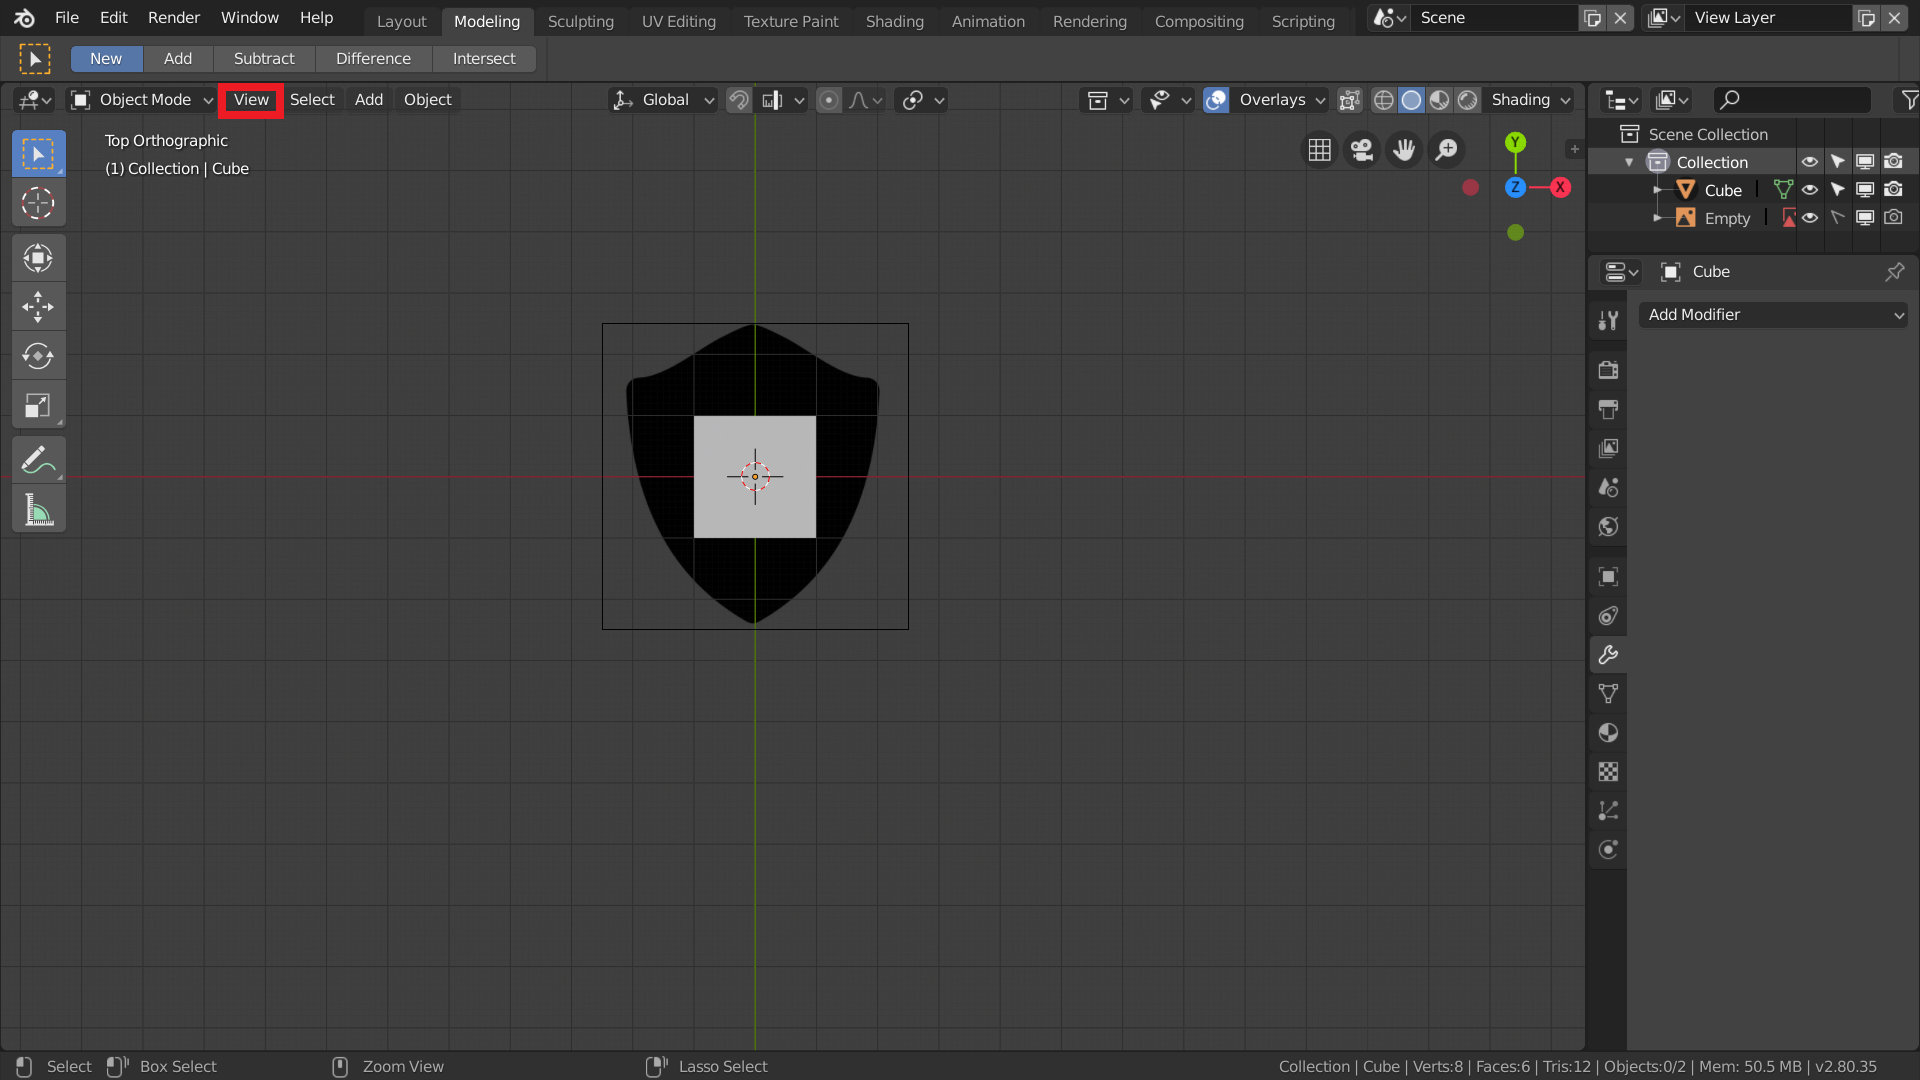 File Edit Render Window Help Layout Modeling Sculpting UV Editing Texture Paint Shading Animation Rendering Compositing Scripting Scene View Layer
New Add Subtract Difference Intersect
Object Mode View Select Add Object Global Overlays Shading
Top Orthographic
(1) Collection | Cube
Y
Z X
Scene Collection
Collection
Cube
Empty
Cube
Add Modifier
Select Box Select Zoom View Lasso Select Collection | Cube | Verts:8 | Faces:6 | Tris:12 | Objects:0/2 | Mem: 50.5 MB | v2.80.35